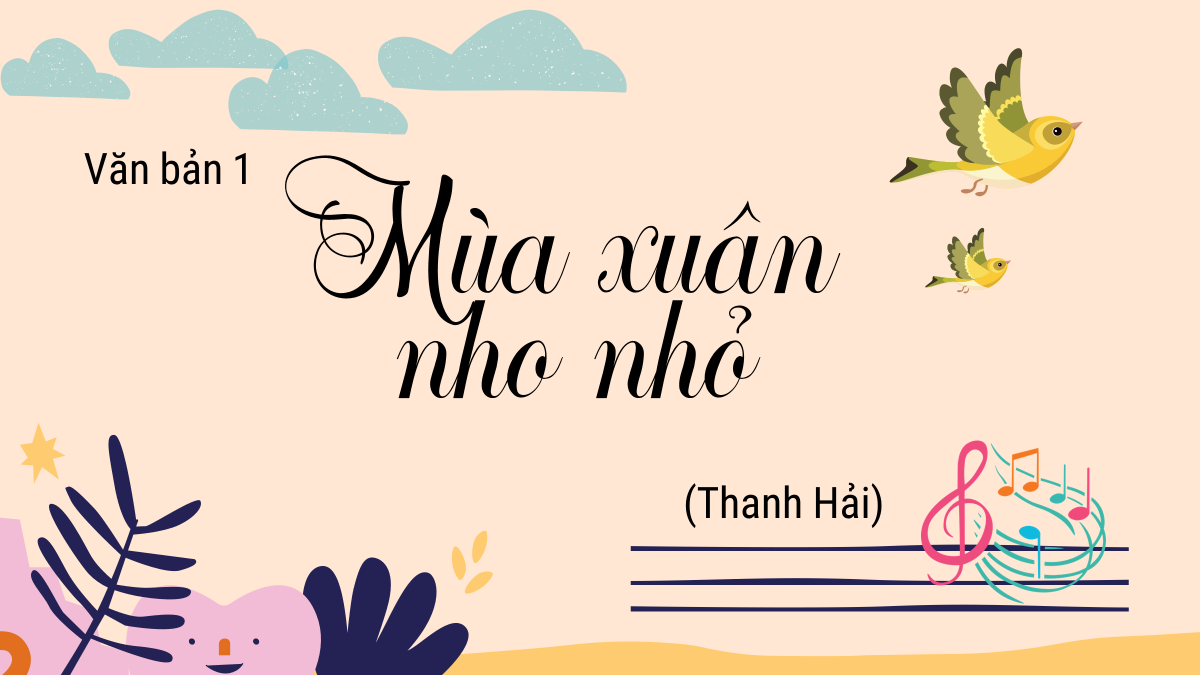 Văn bản 1
Mùa xuân
nho nhỏ
(Thanh Hải)